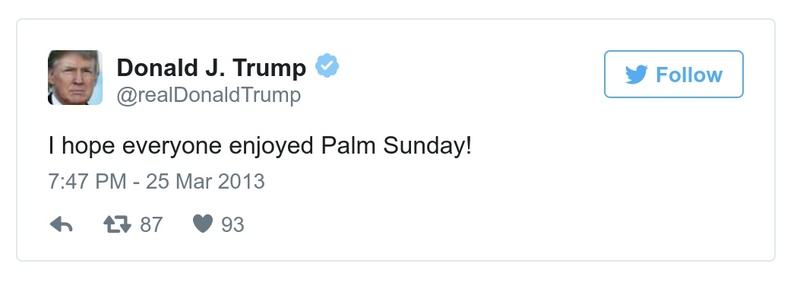 Donald J. Trump
@realDonaldTrump
Follow
I hope everyone enjoyed Palm Sunday!
7:47 PM - 25 Mar 2013
87 93